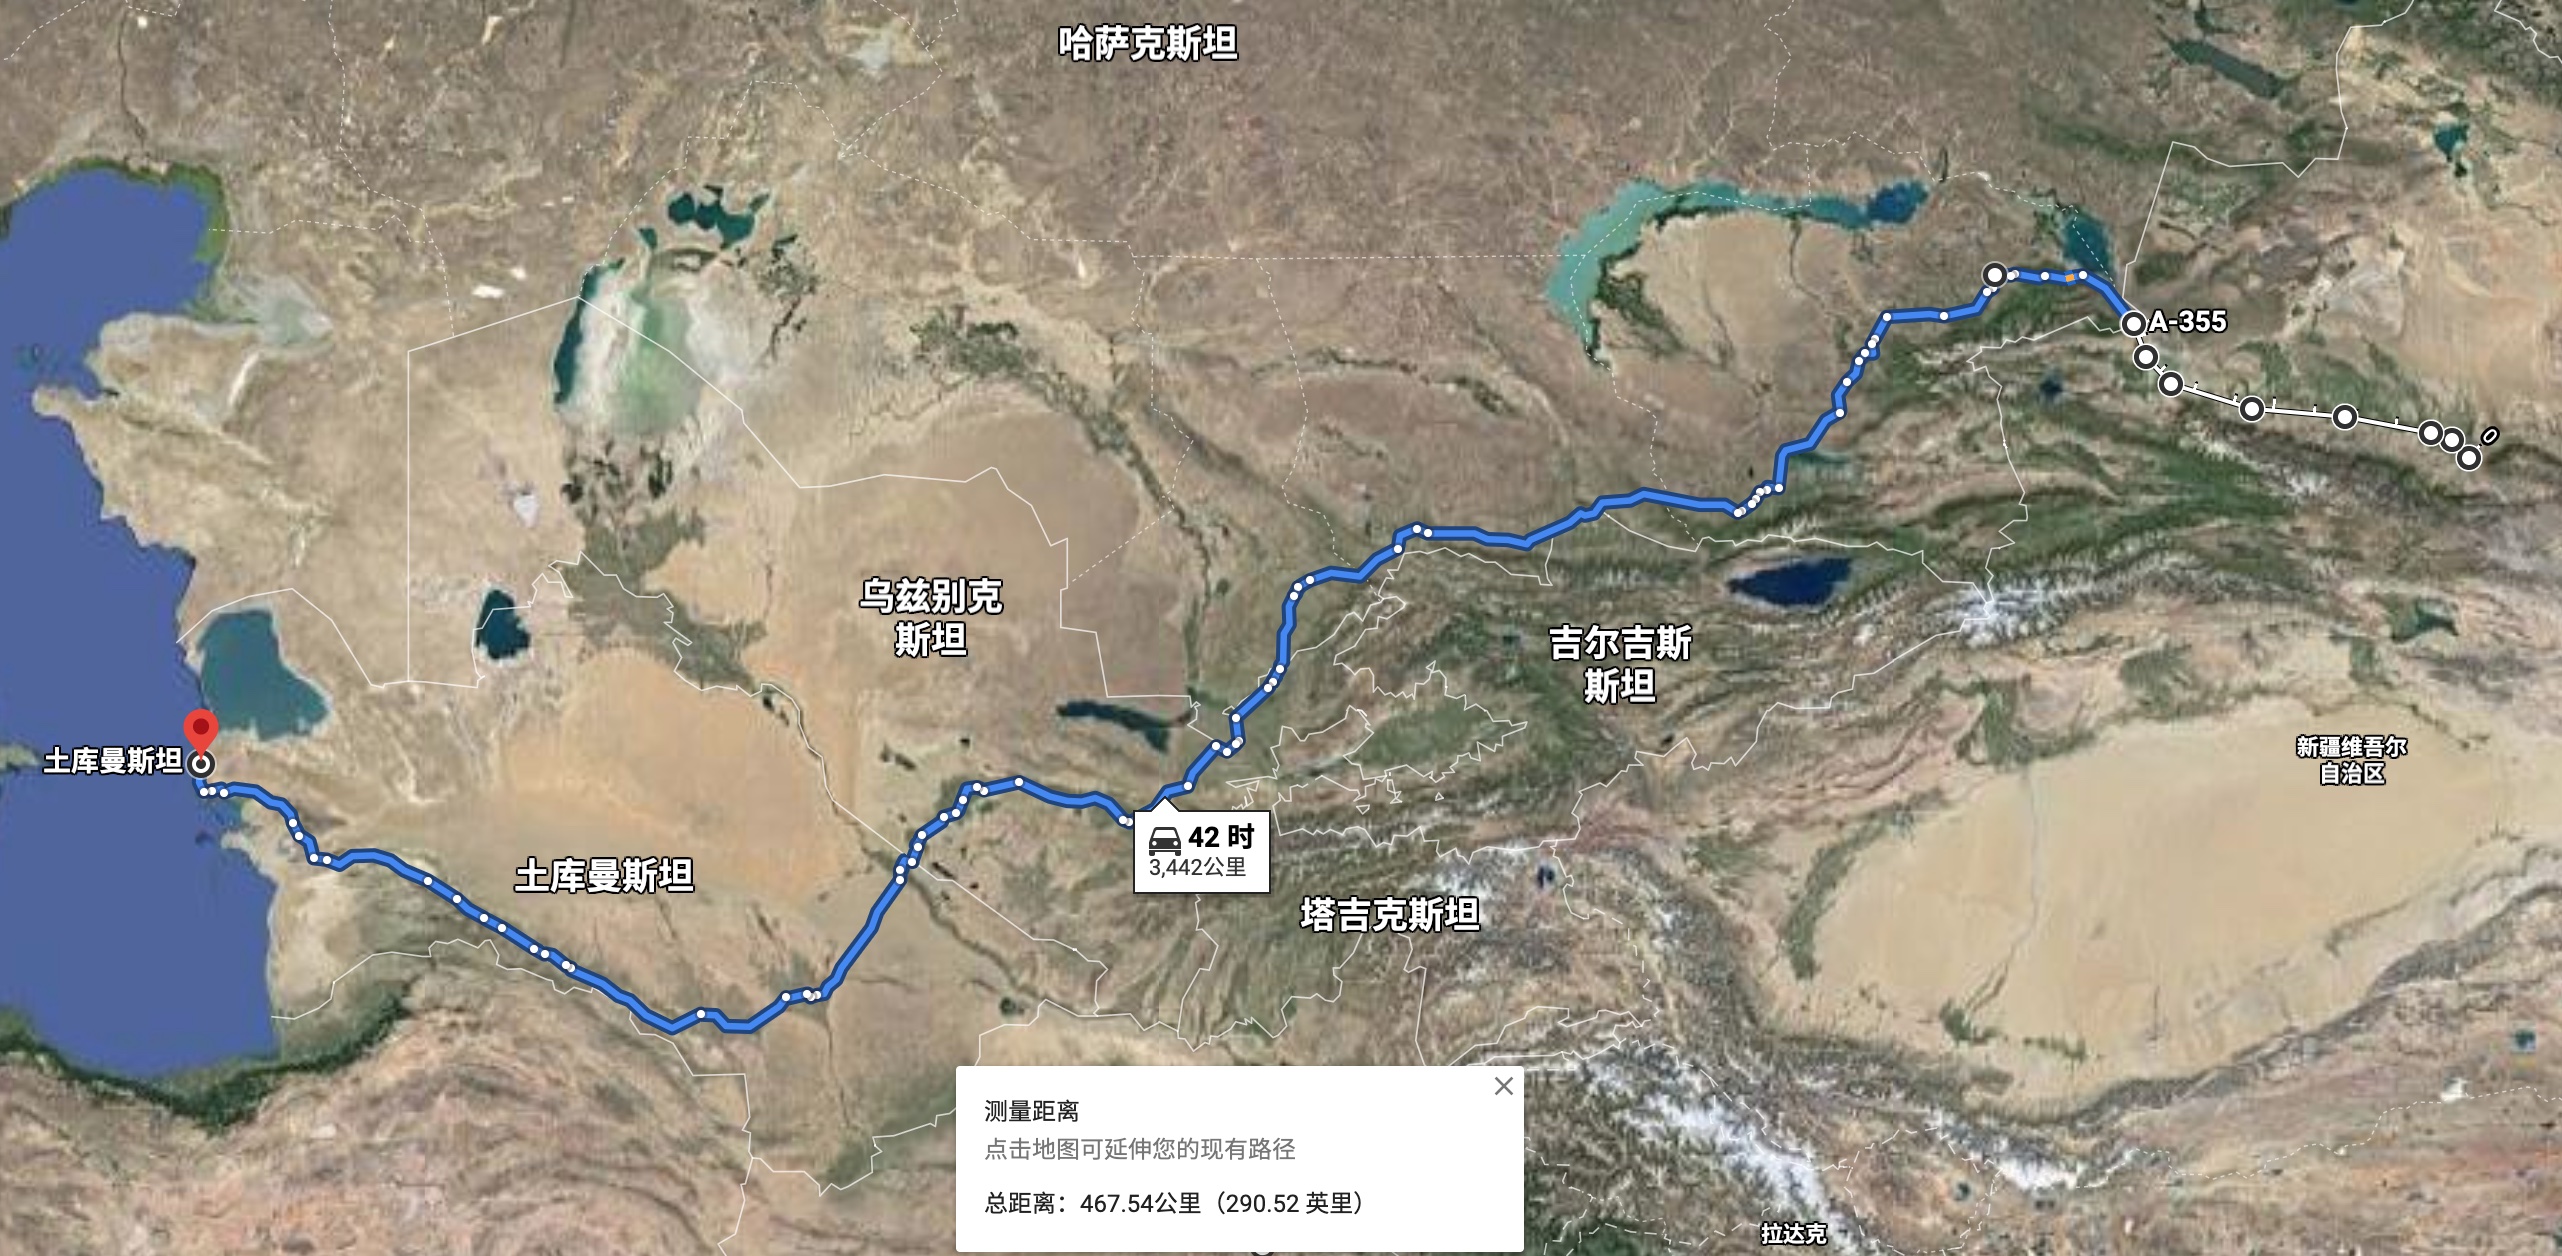 哈萨克斯坦
A-355
0
乌兹别克
斯坦
吉尔吉斯
斯坦
新疆维吾尔
自治区
土库曼斯坦
42 时
3,442公里
土库曼斯坦
塔吉克斯坦
测量距离
点击地图可延伸您的现有路径
总距离：467.54公里（290.52 英里）
拉达克